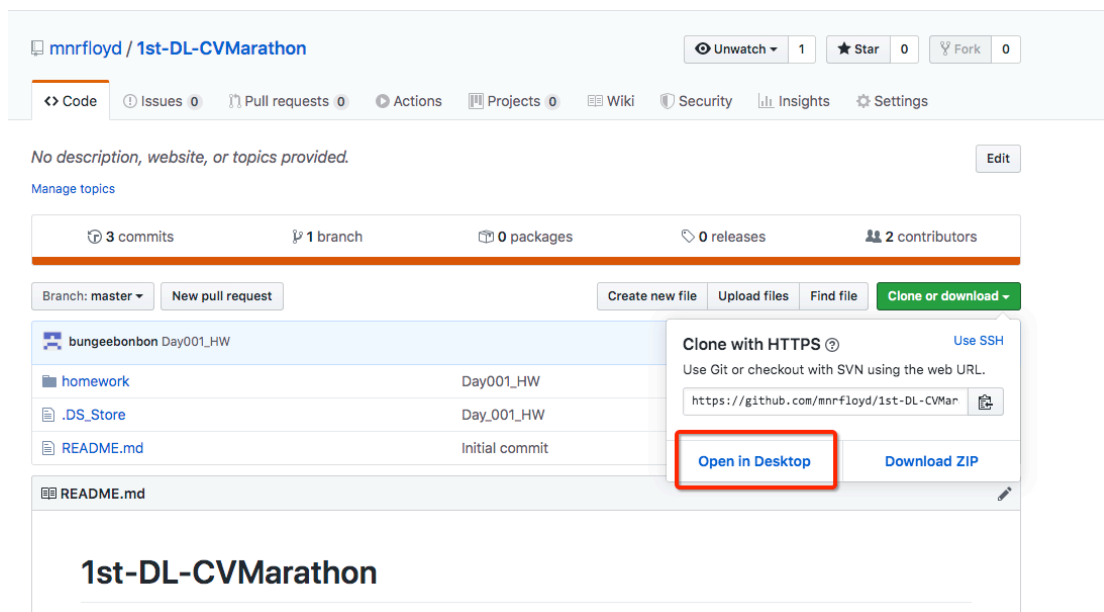 mnrfloyd / 1st-DL-CVMarathon
Unwatch 1 Star 0 Fork 0
<> Code Issues 0 Pull requests 0 Actions Projects 0 Wiki Security Insights Settings
No description, website, or topics provided.
Edit
Manage topics
3 commits 1 branch 0 packages 0 releases 2 contributors
Branch: master New pull request Create new file Upload files Find file Clone or download
bungeebonbon Day001_HW
homework Day001_HW
.DS_Store Day_001_HW
README.md Initial commit
Clone with HTTPS ? Use SSH
Use Git or checkout with SVN using the web URL.
https://github.com/mnrfloyd/1st-DL-CVMar
Open in Desktop Download ZIP
README.md
1st-DL-CVMarathon